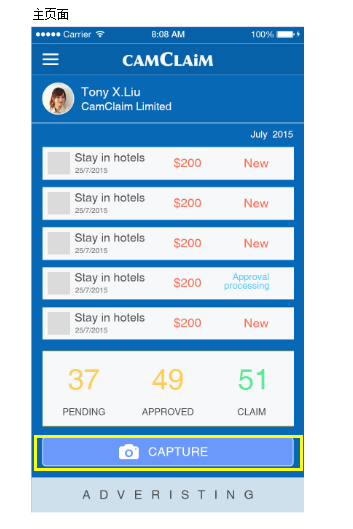 主页面
Carrier 8:08 AM 100%
CAMCLAiM
Tony X.Liu
CamClaim Limited
July 2015
Stay in hotels $200 New
25/7/2015
Stay in hotels $200 New
25/7/2015
Stay in hotels $200 New
25/7/2015
Stay in hotels $200 Approval processing
25/7/2015
Stay in hotels $200 New
25/7/2015
37 49 51
PENDING APPROVED CLAIM
CAPTURE
ADVERISTING